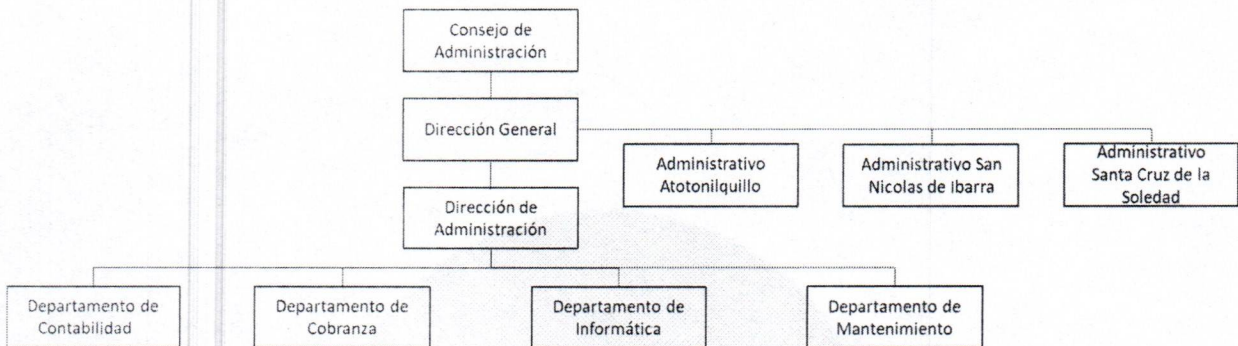 Consejo de
Administración
Dirección General
Administrativo
Atotonilquillo
Administrativo San
Nicolas de Ibarra
Administrativo
Santa Cruz de la
Soledad
Dirección de
Administración
Departamento de
Contabilidad
Departamento de
Cobranza
Departamento de
Informática
Departamento de
Mantenimiento